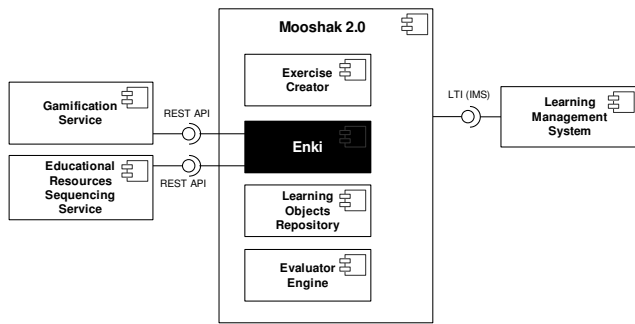 Mooshak 2.0
Exercise
Creator
Gamification
Service
REST API
LTI (IMS)
Learning
Management
System
Enki
Educational
Resources
Sequencing
Service
REST API
Learning
Objects
Repository
Evaluator
Engine